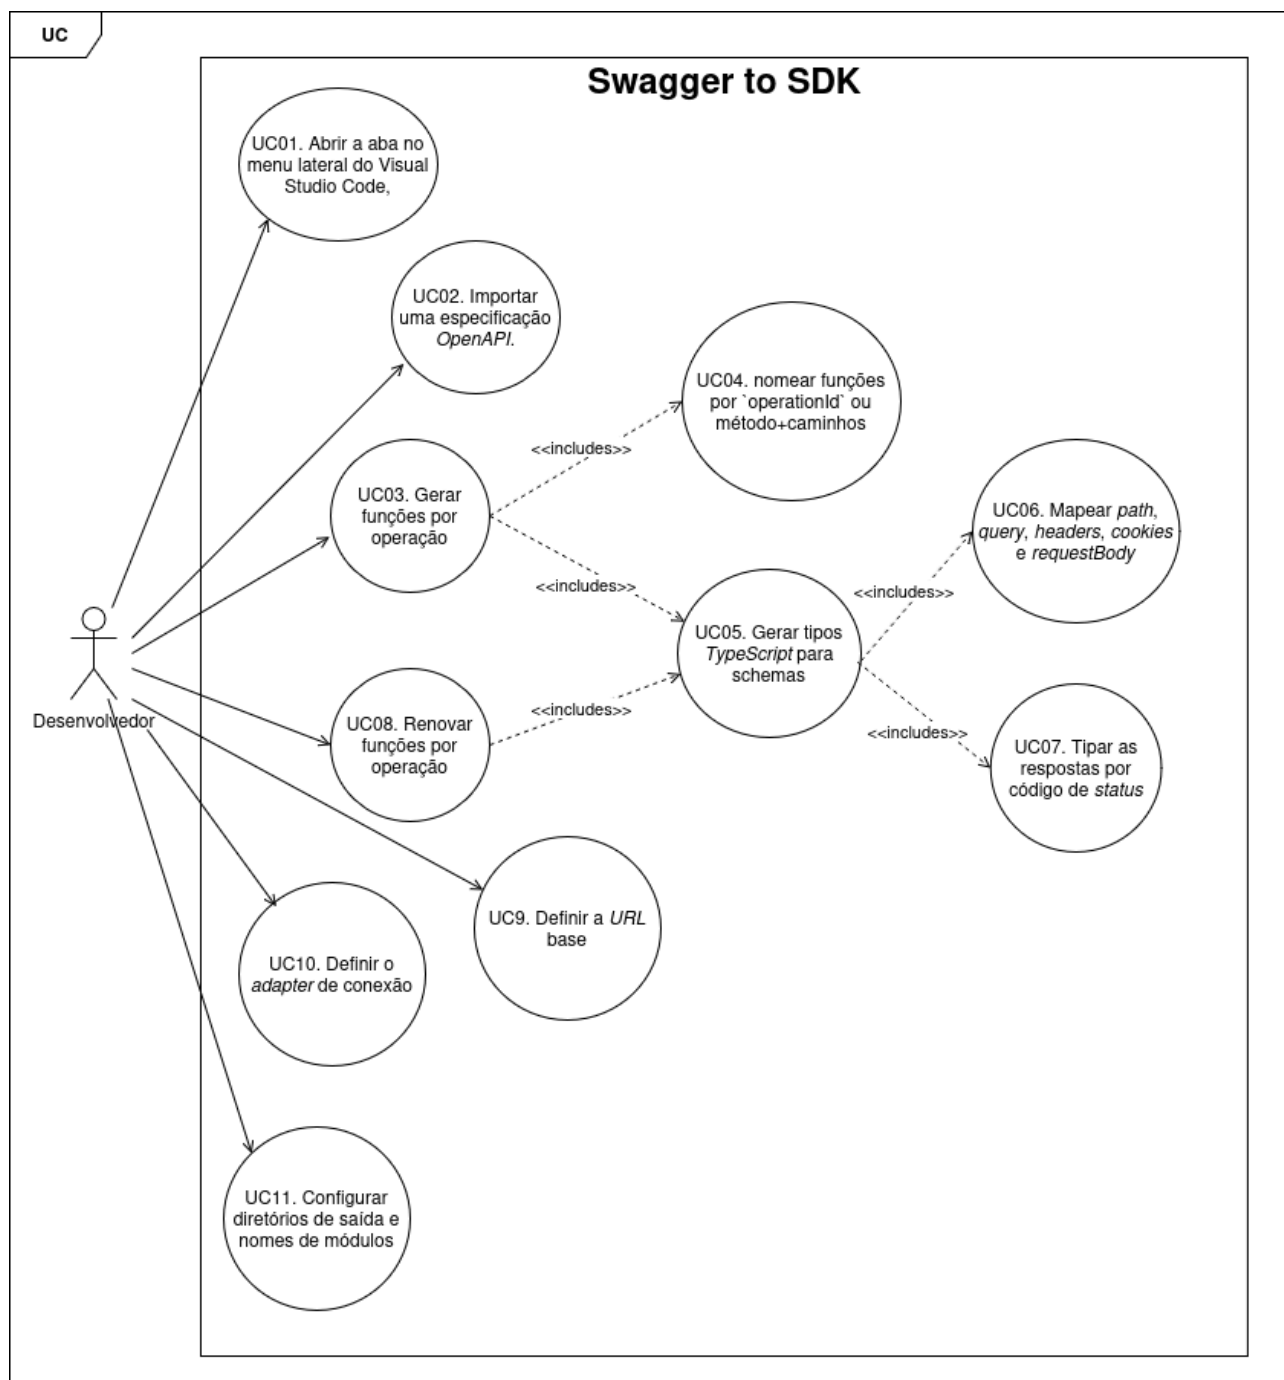 UC
Swagger to SDK
UC01. Abrir a aba no
menu lateral do Visual
Studio Code,
UC02. Importar
uma especificação
OpenAPI.
UC03. Gerar
funções por
operação
<<includes>>
UC04. nomear funções
por `operationId` ou
método+caminhos
<<includes>>
UC05. Gerar tipos
TypeScript para
schemas
<<includes>>
UC06. Mapear path,
query, headers, cookies
e requestBody
<<includes>>
UC07. Tipar as
respostas por
código de status
Desenvolvedor
UC08. Renovar
funções por
operação
<<includes>>
UC9. Definir a URL
base
UC10. Definir o
adapter de conexão
UC11. Configurar
diretórios de saída e
nomes de módulos